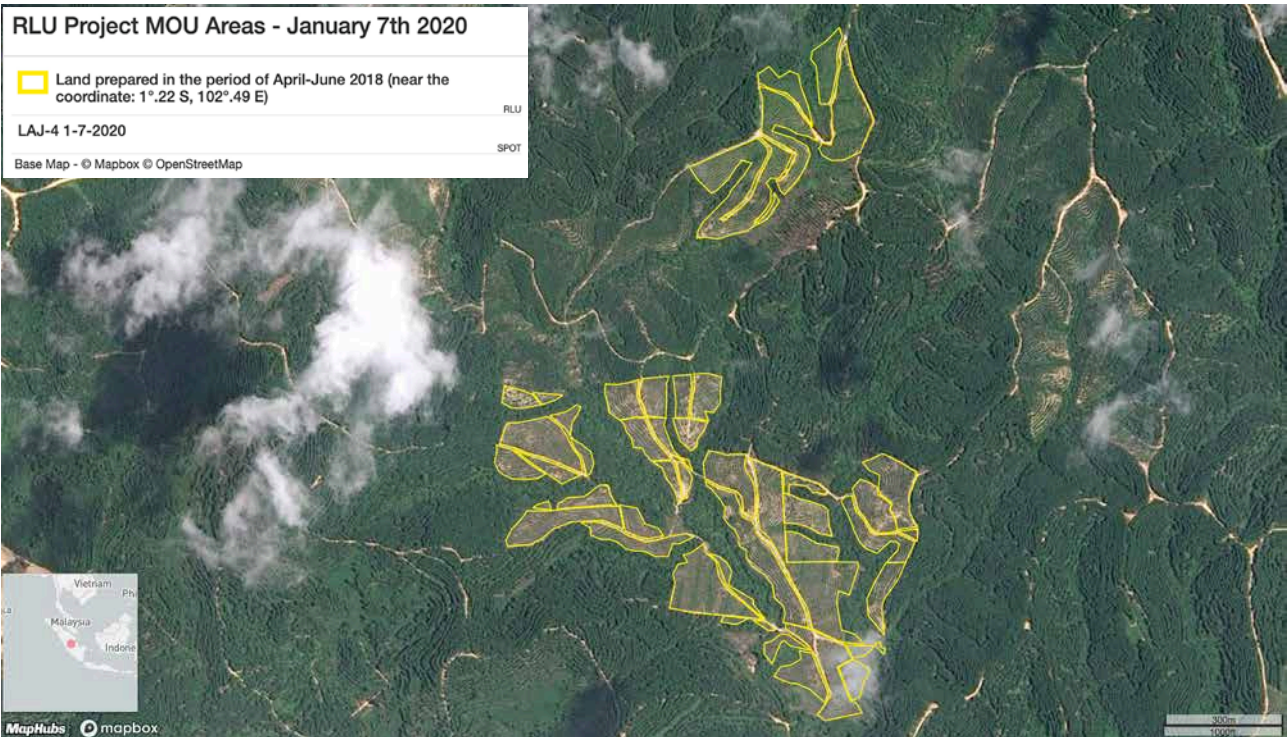 RLU Project MOU Areas - January 7th 2020
Land prepared in the period of April-June 2018 (near the
coordinate: 1°.22 S, 102°.49 E)
RLU
LAJ-4 1-7-2020
SPOT
Base Map - © Mapbox © OpenStreetMap
Vietnam
Malaysia
Indone
MapHubs mapbox
300m
1000ft